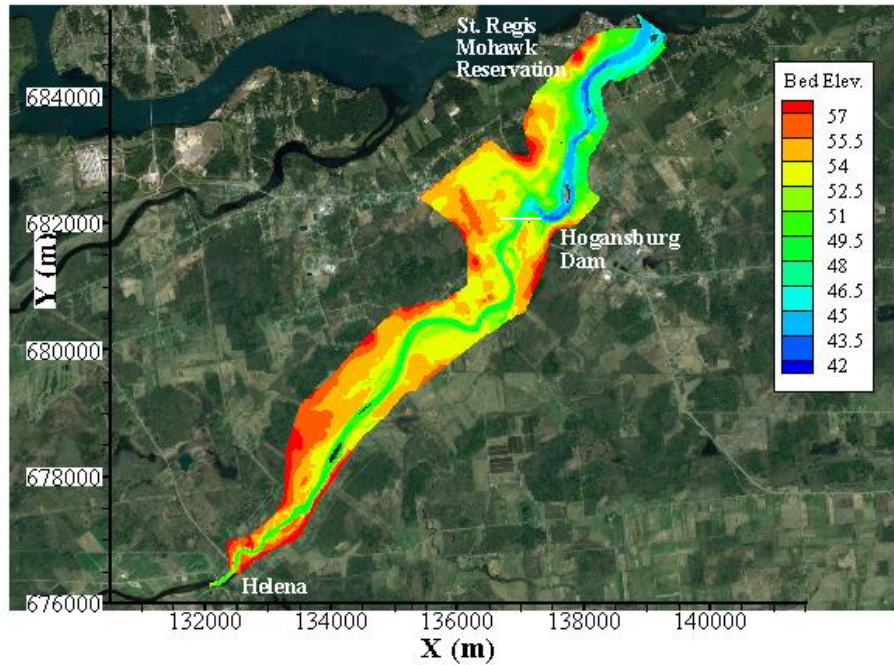 St. Regis
Mohawk
Reservation
Bed Elev.
57
55.5
54
52.5
51
49.5
48
46.5
45
43.5
42
684000
682000
680000
678000
676000
Y (m)
Hogansburg
Dam
Helena
132000 134000 136000 138000 140000
X (m)